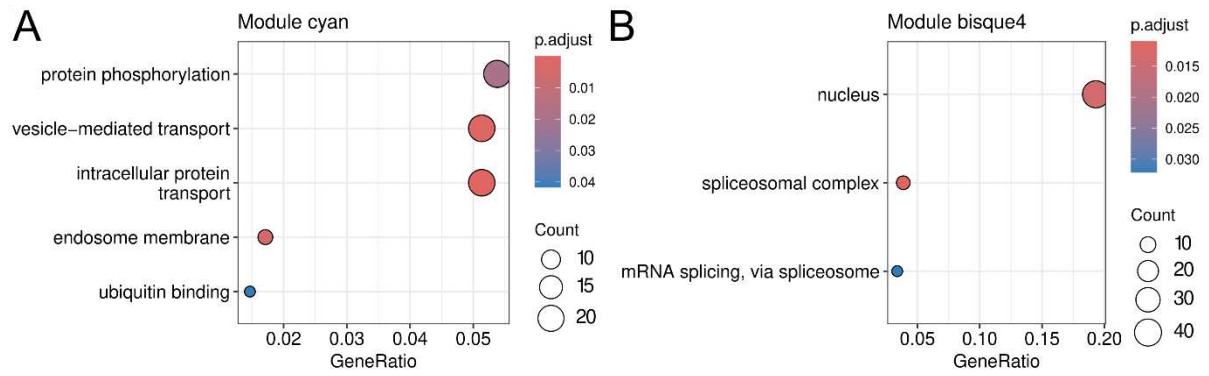 A
Module cyan
protein phosphorylation
vesicle-mediated transport
intracellular protein
transport
endosome membrane
ubiquitin binding
0.02
0.03
0.04
0.05
GeneRatio
p.adjust
0.01
0.02
0.03
0.04
Count
10
15
20
B
Module bisque4
nucleus
spliceosomal complex
mRNA splicing, via spliceosome
0.05
0.10
0.15
0.20
GeneRatio
p.adjust
0.015
0.020
0.025
0.030
Count
10
20
30
40